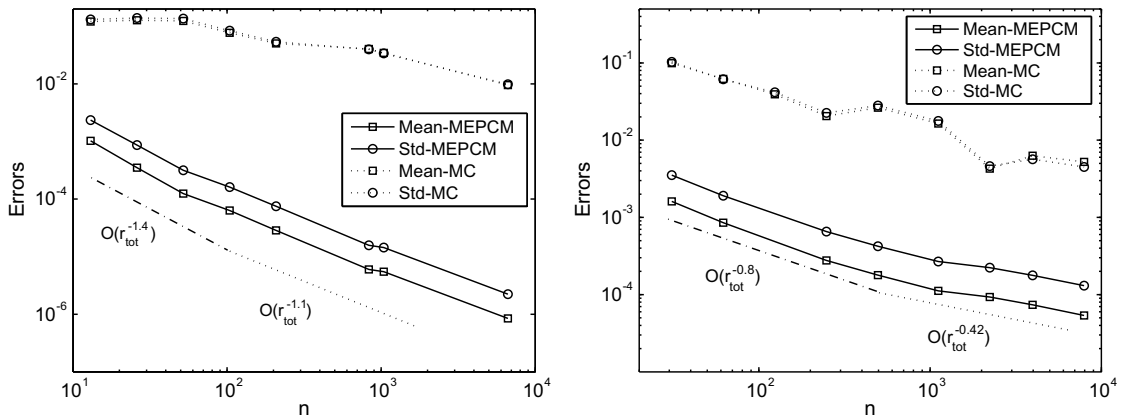 10^-2
10^-4
10^-6
Errors
10^1
10^2
10^3
10^4
n
Mean-MEPCM
Std-MEPCM
Mean-MC
Std-MC
O(r_tot^-1.4)
O(r_tot^-1.1)
10^-1
10^-2
10^-3
10^-4
Errors
10^2
10^3
10^4
n
Mean-MEPCM
Std-MEPCM
Mean-MC
Std-MC
O(r_tot^-0.8)
O(r_tot^-0.42)